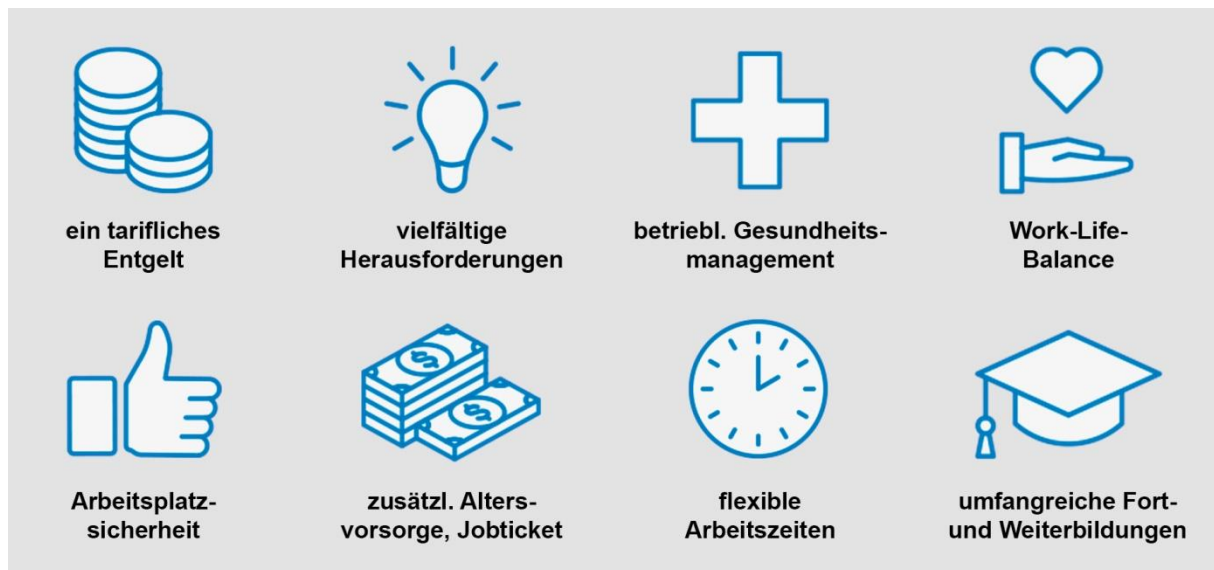 ein tarifliches
Entgelt
vielfältige
Herausforderungen
betriebl. Gesundheits-
management
Work-Life-
Balance
Arbeitsplatz-
sicherheit
zusätzl. Alters-
vorsorge, Jobticket
flexible
Arbeitszeiten
umfangreiche Fort-
und Weiterbildungen